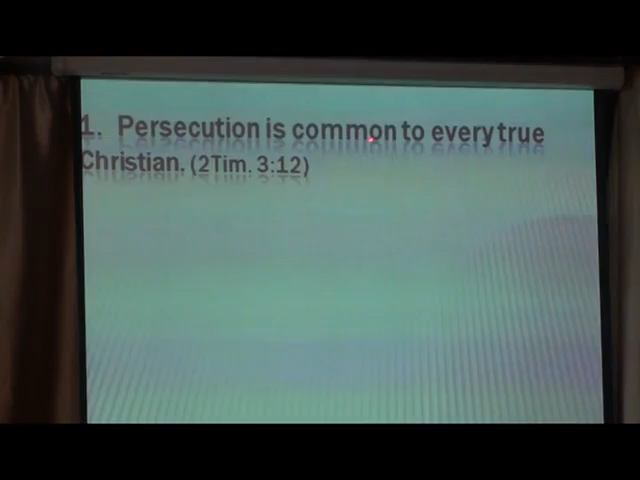 1. Persecution is common to every true
Christian. (2Tim. 3:12)